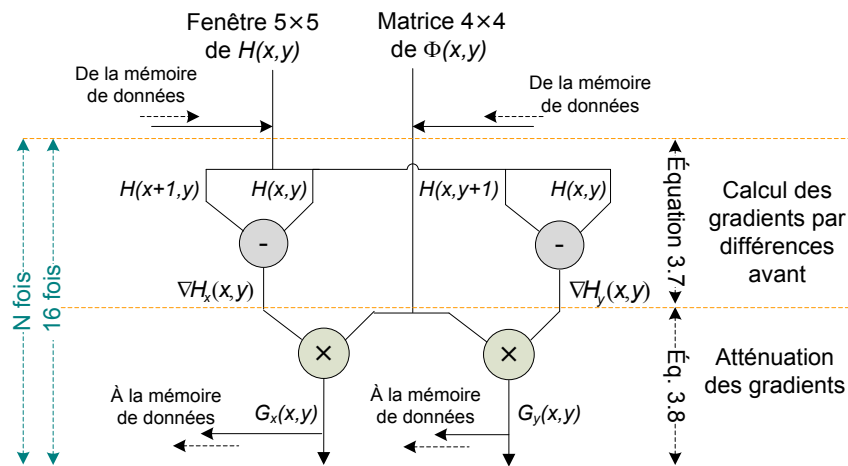 Fenêtre 5×5
de H(x,y)
Matrice 4×4
de Φ(x,y)
De la mémoire
de données
De la mémoire
de données
H(x+1,y)
H(x,y)
H(x,y+1)
H(x,y)
-
-
∇Hx(x,y)
∇Hy(x,y)
Équation 3.7
Calcul des
gradients par
différences
avant
N fois
16 fois
×
×
Éq. 3.8
Atténuation
des gradients
À la mémoire
de données
Gx(x,y)
À la mémoire
de données
Gy(x,y)